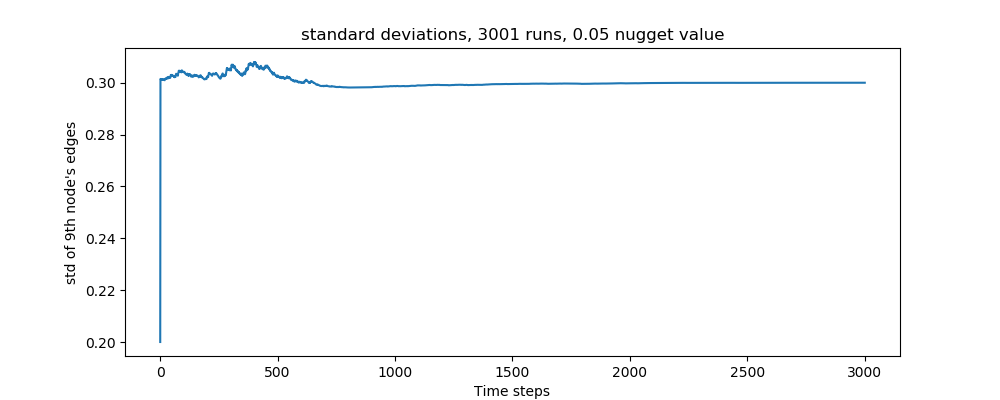 standard deviations, 3001 runs, 0.05 nugget value
std of 9th node's edges
0.30
0.28
0.26
0.24
0.22
0.20
0 500 1000 1500 2000 2500 3000
Time steps